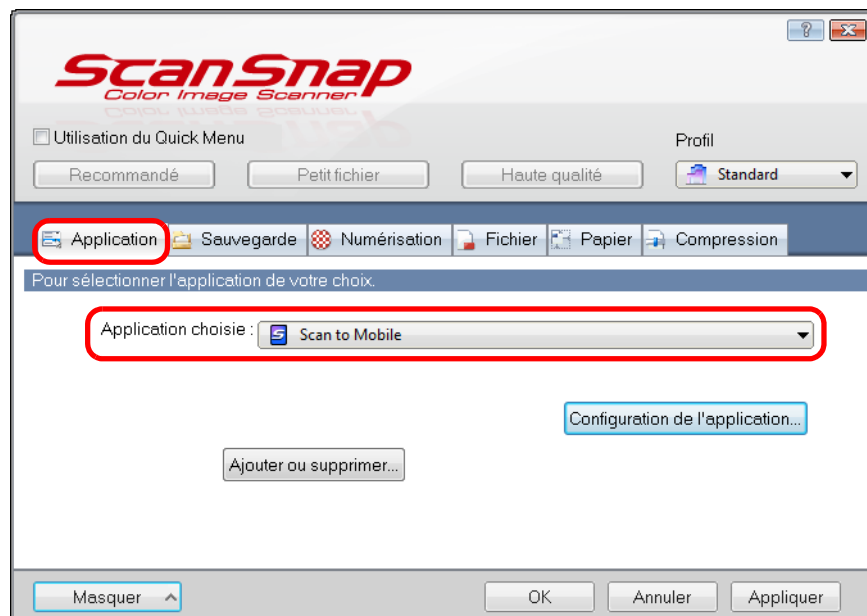 ScanSnap
Color Image Scanner
Utilisation du Quick Menu
Profil
Recommandé
Petit fichier
Haute qualité
Standard
Application
Sauvegarde
Numérisation
Fichier
Papier
Compression
Pour sélectionner l'application de votre choix.
Application choisie : Scan to Mobile
Configuration de l'application...
Ajouter ou supprimer...
Masquer
OK
Annuler
Appliquer